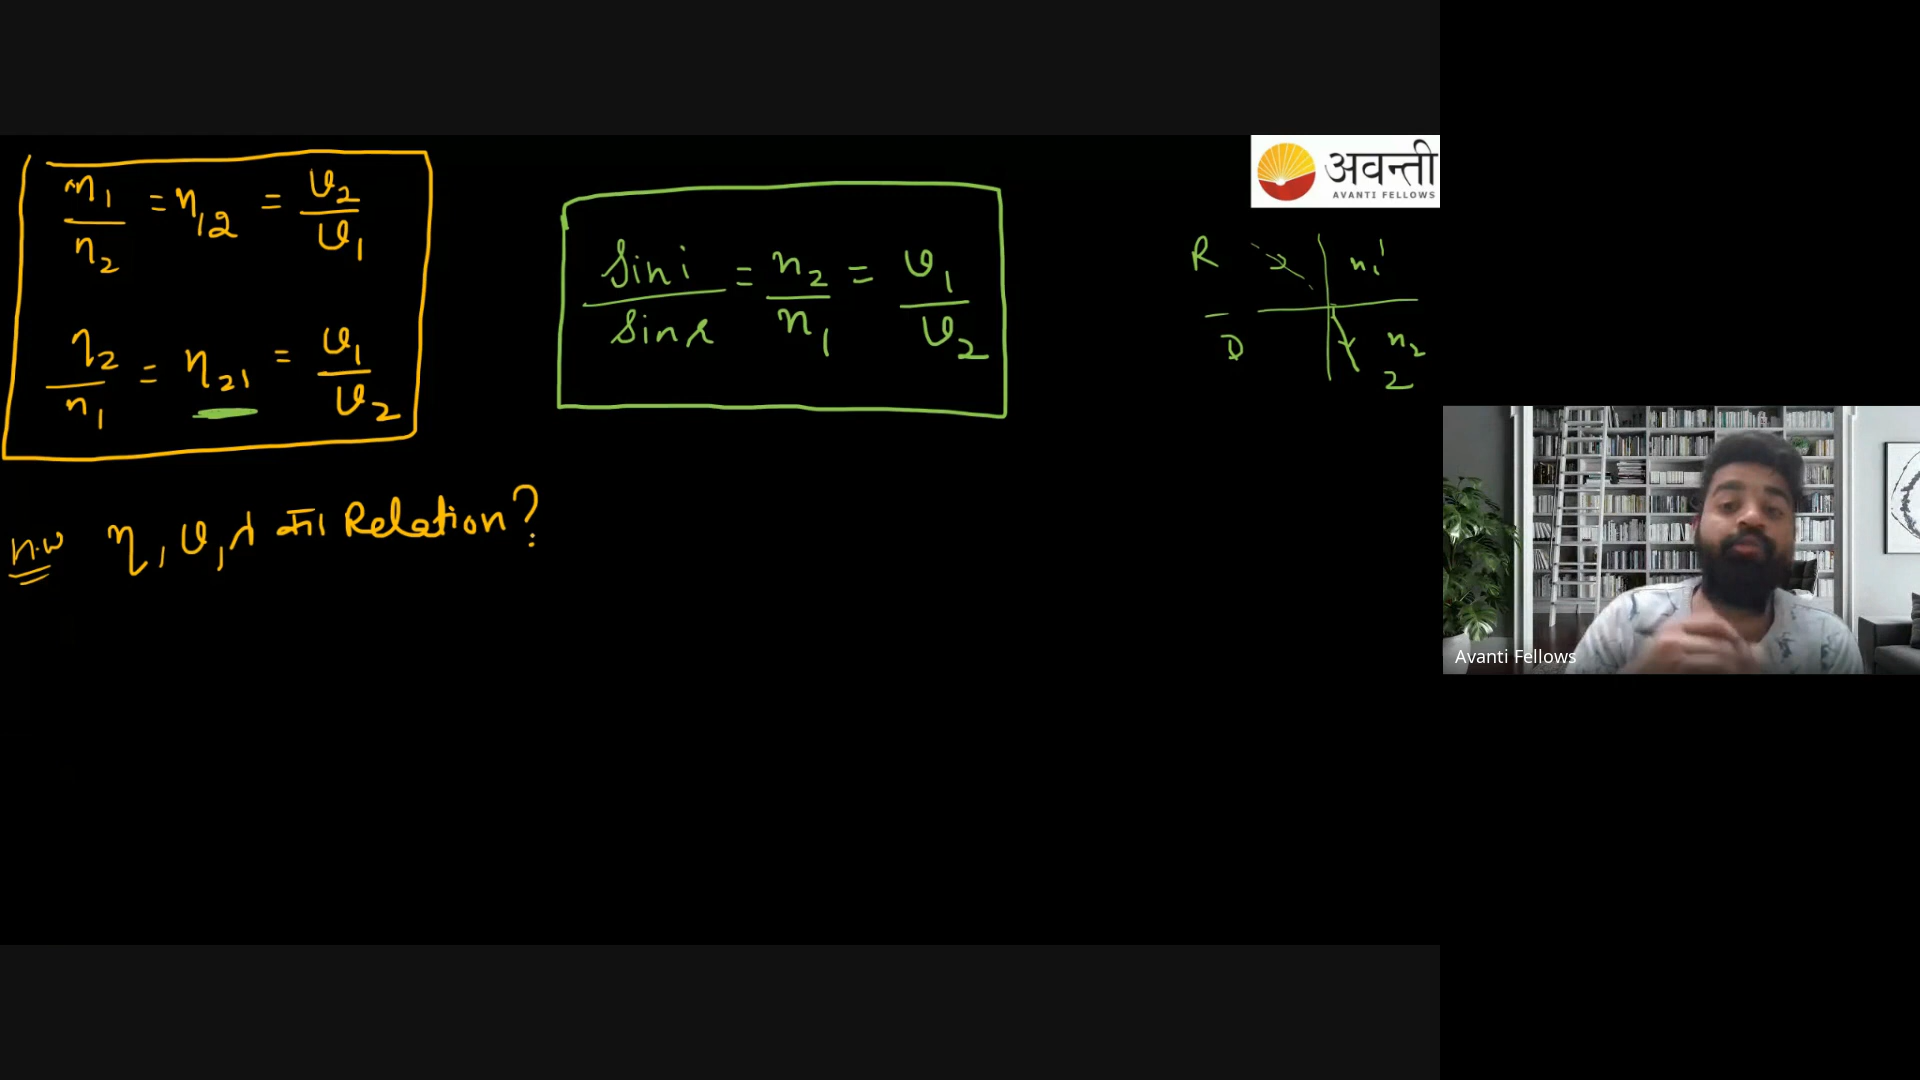 n₁/n₂ = n₁₂ = v₂/v₁
n₂/n₁ = n₂₁ = v₁/v₂
sin i / sin r = n₂/n₁ = v₁/v₂
अवन्ती
AVANTI FELLOWS
R
n₁
D
n₂
2
n, v, λ का Relation?
Avanti Fellows